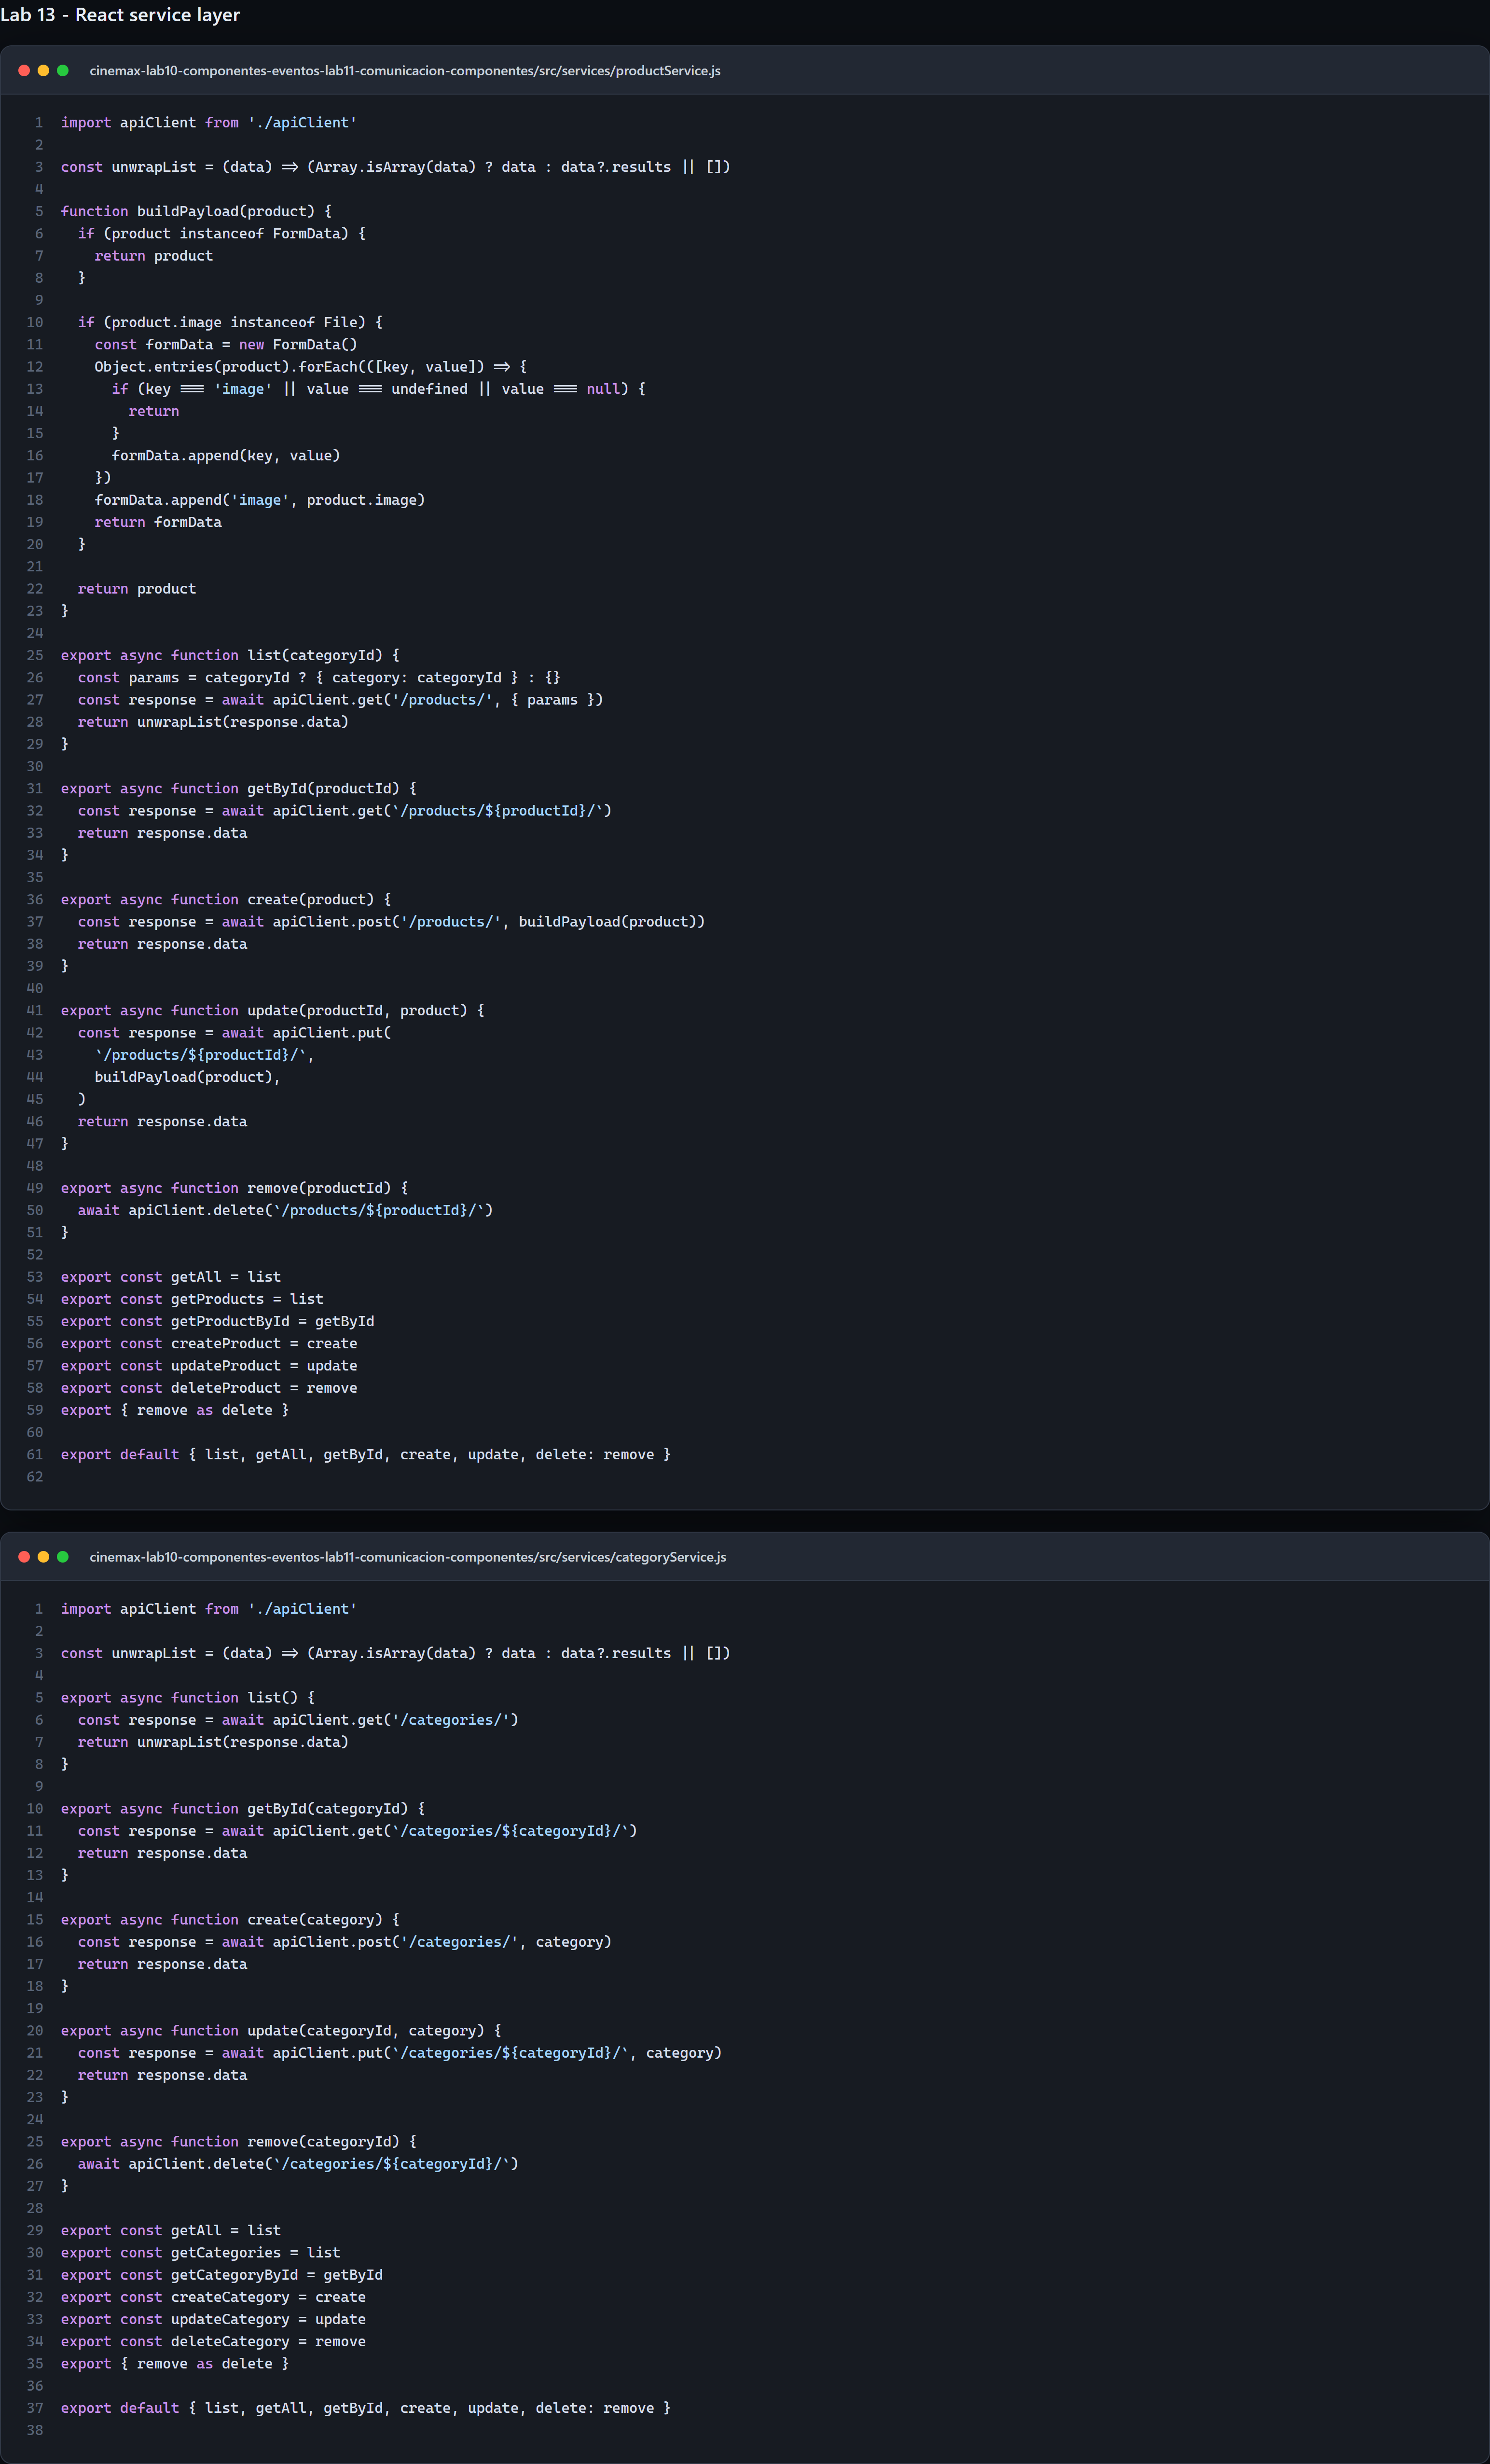 Lab 13 - React service layer
cinemax-lab10-componentes-eventos-lab11-comunicacion-componentes/src/services/productService.js
1 import apiClient from './apiClient'
2
3 const unwrapList = (data) => (Array.isArray(data) ? data : data?.results || [])
4
5 function buildPayload(product) {
6   if (product instanceof FormData) {
7     return product
8   }
9
10   if (product.image instanceof File) {
11     const formData = new FormData()
12     Object.entries(product).forEach(([key, value]) => {
13       if (key === 'image' || value === undefined || value === null) {
14         return
15       }
16       formData.append(key, value)
17     })
18     formData.append('image', product.image)
19     return formData
20   }
21
22   return product
23 }
24
25 export async function list(categoryId) {
26   const params = categoryId ? { category: categoryId } : {}
27   const response = await apiClient.get('/products/', { params })
28   return unwrapList(response.data)
29 }
30
31 export async function getById(productId) {
32   const response = await apiClient.get(`/products/${productId}/`)
33   return response.data
34 }
35
36 export async function create(product) {
37   const response = await apiClient.post('/products/', buildPayload(product))
38   return response.data
39 }
40
41 export async function update(productId, product) {
42   const response = await apiClient.put(
43     `/products/${productId}/`,
44     buildPayload(product),
45   )
46   return response.data
47 }
48
49 export async function remove(productId) {
50   await apiClient.delete(`/products/${productId}/`)
51 }
52
53 export const getAll = list
54 export const getProducts = list
55 export const getProductById = getById
56 export const createProduct = create
57 export const updateProduct = update
58 export const deleteProduct = remove
59 export { remove as delete }
60
61 export default { list, getAll, getById, create, update, delete: remove }
62
cinemax-lab10-componentes-eventos-lab11-comunicacion-componentes/src/services/categoryService.js
1 import apiClient from './apiClient'
2
3 const unwrapList = (data) => (Array.isArray(data) ? data : data?.results || [])
4
5 export async function list() {
6   const response = await apiClient.get('/categories/')
7   return unwrapList(response.data)
8 }
9
10 export async function getById(categoryId) {
11   const response = await apiClient.get(`/categories/${categoryId}/`)
12   return response.data
13 }
14
15 export async function create(category) {
16   const response = await apiClient.post('/categories/', category)
17   return response.data
18 }
19
20 export async function update(categoryId, category) {
21   const response = await apiClient.put(`/categories/${categoryId}/`, category)
22   return response.data
23 }
24
25 export async function remove(categoryId) {
26   await apiClient.delete(`/categories/${categoryId}/`)
27 }
28
29 export const getAll = list
30 export const getCategories = list
31 export const getCategoryById = getById
32 export const createCategory = create
33 export const updateCategory = update
34 export const deleteCategory = remove
35 export { remove as delete }
36
37 export default { list, getAll, getById, create, update, delete: remove }
38